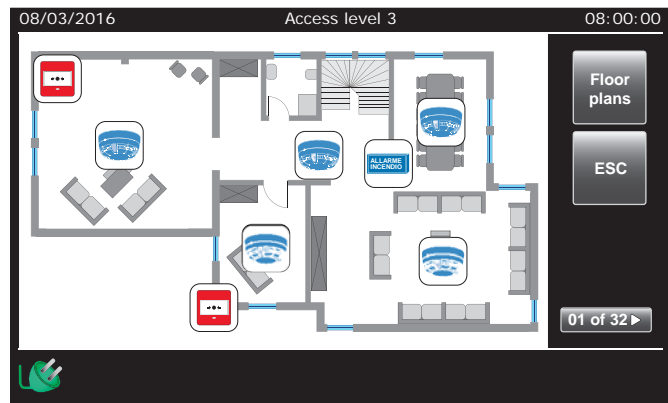 08/03/2016
Access level 3
08:00:00
Floor
plans
ESC
ALLARME
INCENDIO
01 of 32